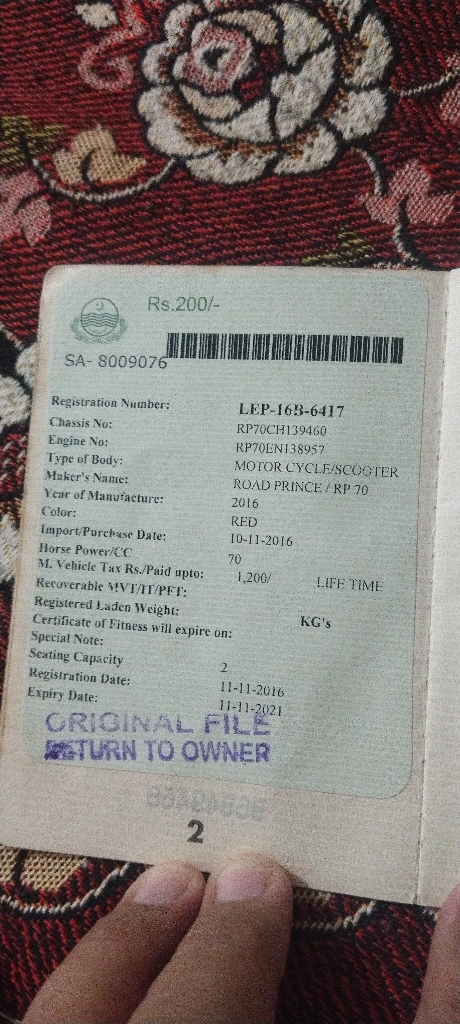 Rs.200/-
SA- 8009076
Registration Number: LEP-16B-6417
Chassis No: RP70CH139460
Engine No: RP70EN138957
Type of Body: MOTOR CYCLE/SCOOTER
Maker's Name: ROAD PRINCE / RP 70
Year of Manufacture: 2016
Color: RED
Import/Purchase Date: 10-11-2016
Horse Power/CC 70
M. Vehicle Tax Rs./Paid upto: 1,200/ LIFE TIME
Recoverable MVT/IT/PFT:
Registered Laden Weight: KG's
Certificate of Fitness will expire on:
Special Note:
Seating Capacity 2
Registration Date: 11-11-2016
Expiry Date: 11-11-2021
ORIGINAL FILE
RETURN TO OWNER
2